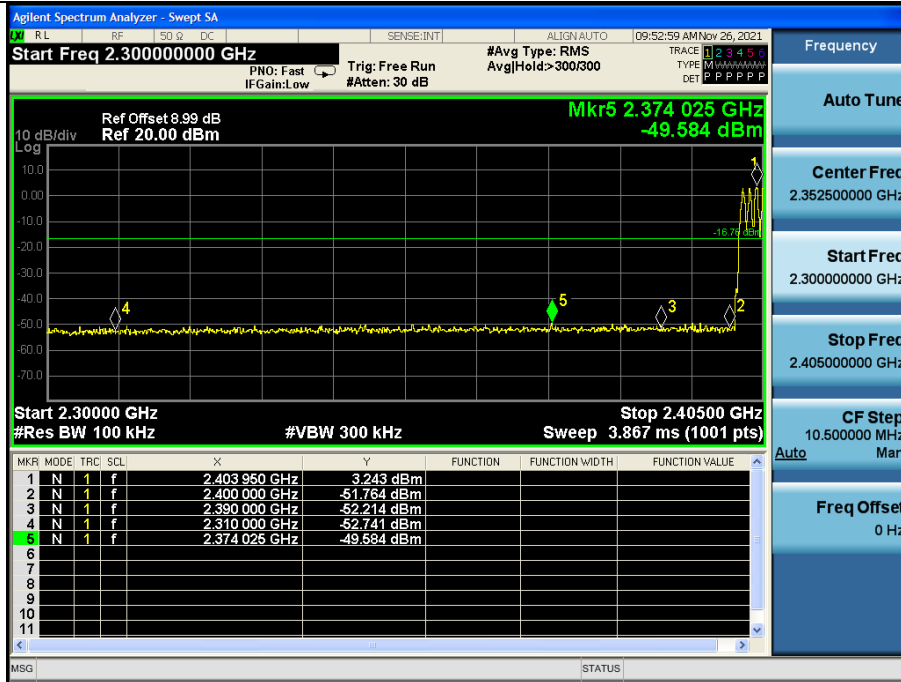 Agilent Spectrum Analyzer - Swept SA
LXI RL RF 50 Ω DC SENSE:INT ALIGN AUTO 09:52:59 AM Nov 26, 2021
Start Freq 2.300000000 GHz
PNO: Fast
IFGain:Low
Trig: Free Run
#Atten: 30 dB
#Avg Type: RMS
Avg|Hold:>300/300
TRACE 1 2 3 4 5 6
TYPE M W W W W W
DET P P P P P P
Mkr5 2.374 025 GHz
-49.584 dBm
Ref Offset 8.99 dB
10 dB/div Ref 20.00 dBm
Log
10.0
0.00
-10.0
-20.0
-30.0
-40.0
-50.0
-60.0
-70.0
1
-16.76 dBm
4
5
3
2
Start 2.30000 GHz Stop 2.40500 GHz
#Res BW 100 kHz #VBW 300 kHz Sweep 3.867 ms (1001 pts)
MKR MODE TRC SCL X Y FUNCTION FUNCTION WIDTH FUNCTION VALUE
1 N 1 f 2.403 950 GHz 3.243 dBm
2 N 1 f 2.400 000 GHz -51.764 dBm
3 N 1 f 2.390 000 GHz -52.214 dBm
4 N 1 f 2.310 000 GHz -52.741 dBm
5 N 1 f 2.374 025 GHz -49.584 dBm
6
7
8
9
10
11
MSG STATUS
Frequency
Auto Tune
Center Freq
2.352500000 GHz
Start Freq
2.300000000 GHz
Stop Freq
2.405000000 GHz
CF Step
10.500000 MHz
Auto Man
Freq Offset
0 Hz